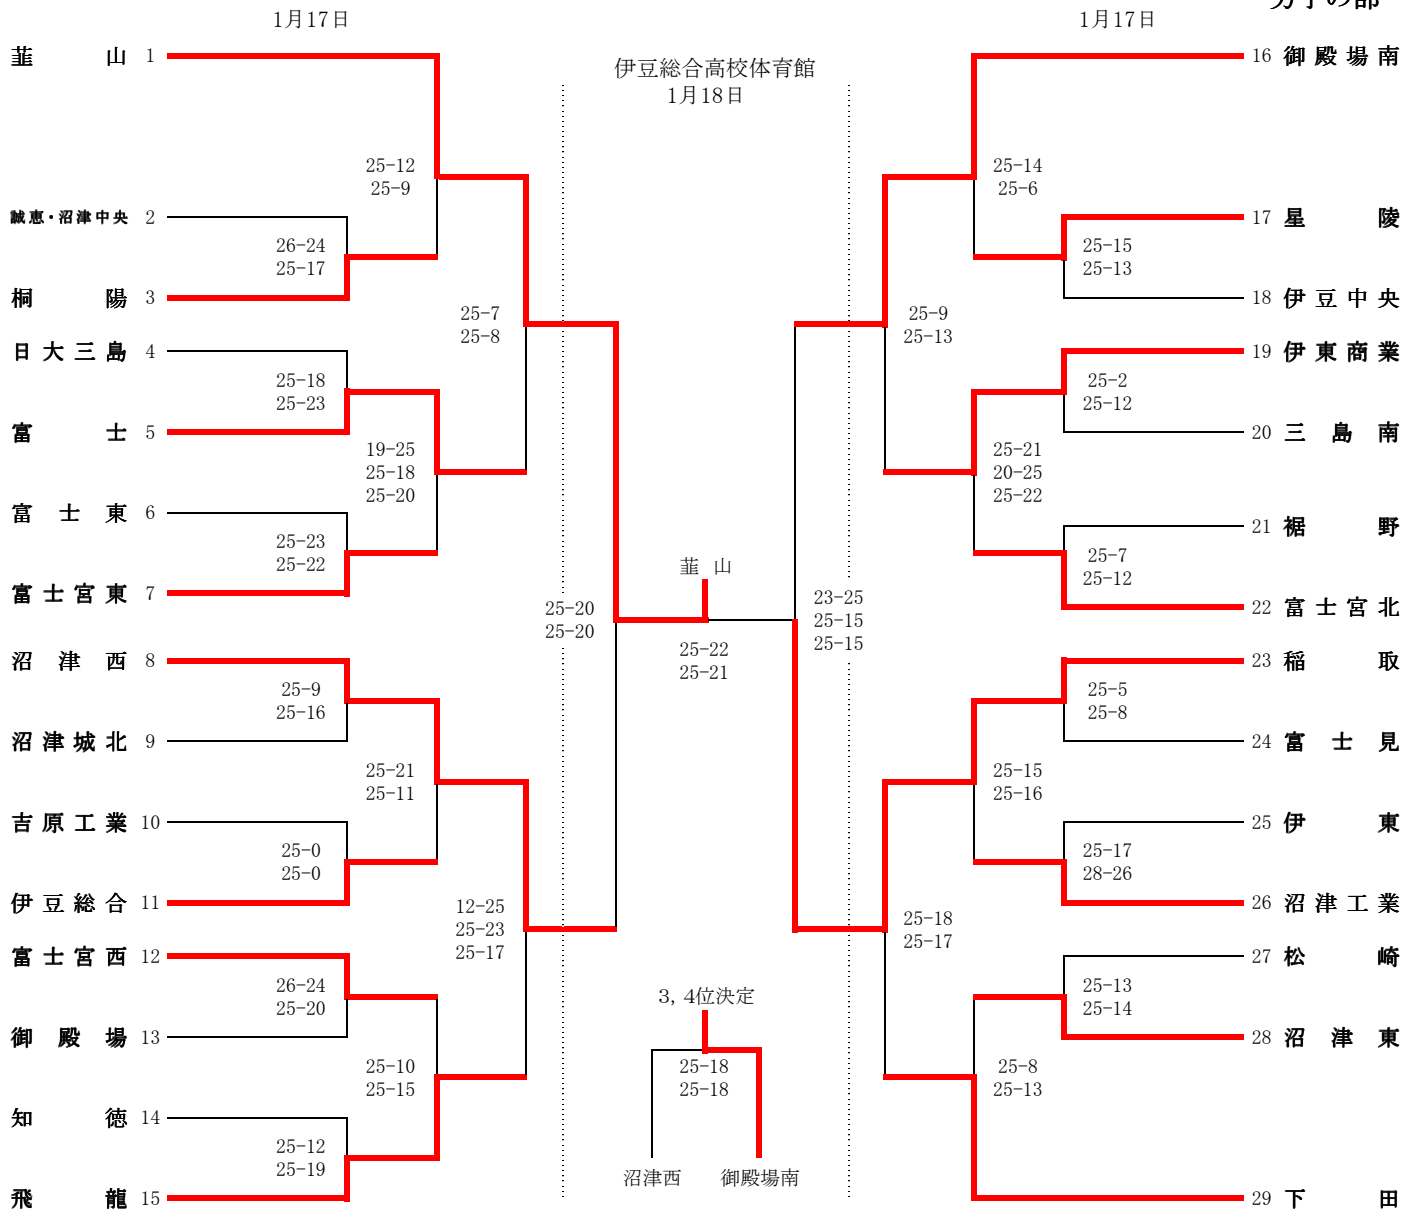 男子の部
1月17日
1月17日
伊豆総合高校体育館
1月18日
韮山 1
誠恵・沼津中央 2
桐陽 3
日大三島 4
富士 5
富士東 6
富士宮東 7
沼津西 8
沼津城北 9
吉原工業 10
伊豆総合 11
富士宮西 12
御殿場 13
知徳 14
飛龍 15
25-12
25-9
26-24
25-17
25-7
25-8
25-18
25-23
19-25
25-18
25-20
25-23
25-22
25-20
25-20
25-9
25-16
25-21
25-11
25-0
25-0
12-25
25-23
25-17
26-24
25-20
25-10
25-15
25-12
25-19
韮山
25-22
25-21
3,4位決定
25-18
25-18
沼津西 御殿場南
25-14
25-6
25-15
25-13
25-9
25-13
25-2
25-12
25-21
20-25
25-22
25-7
25-12
23-25
25-15
25-15
25-5
25-8
25-15
25-16
25-17
28-26
25-18
25-17
25-13
25-14
25-8
25-13
16 御殿場南
17 星陵
18 伊豆中央
19 伊東商業
20 三島南
21 裾野
22 富士宮北
23 稲取
24 富士見
25 伊東
26 沼津工業
27 松崎
28 沼津東
29 下田